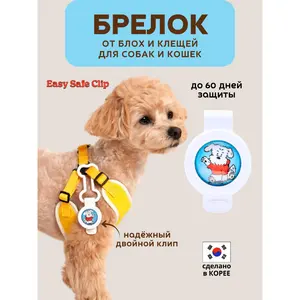 БРЕЛОК
ОТ БЛОХ И КЛЕЩЕЙ
ДЛЯ СОБАК И КОШЕК
Easy Safe Clip
до 60 дней
защиты
надёжный
двойной клип
сделано
в КОРЕЕ